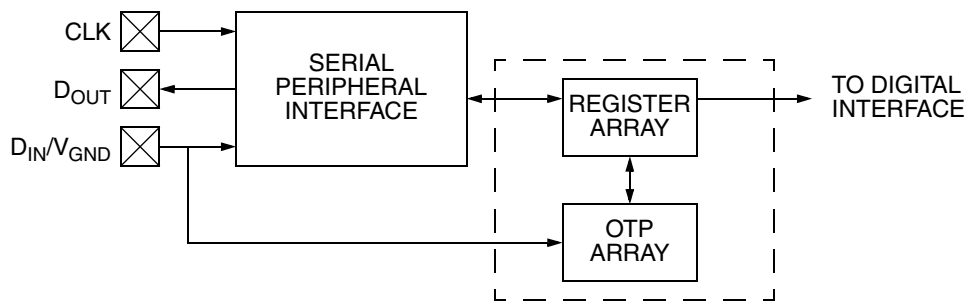 CLK
D_OUT
D_IN/V_GND
SERIAL
PERIPHERAL
INTERFACE
REGISTER
ARRAY
OTP
ARRAY
TO DIGITAL
INTERFACE